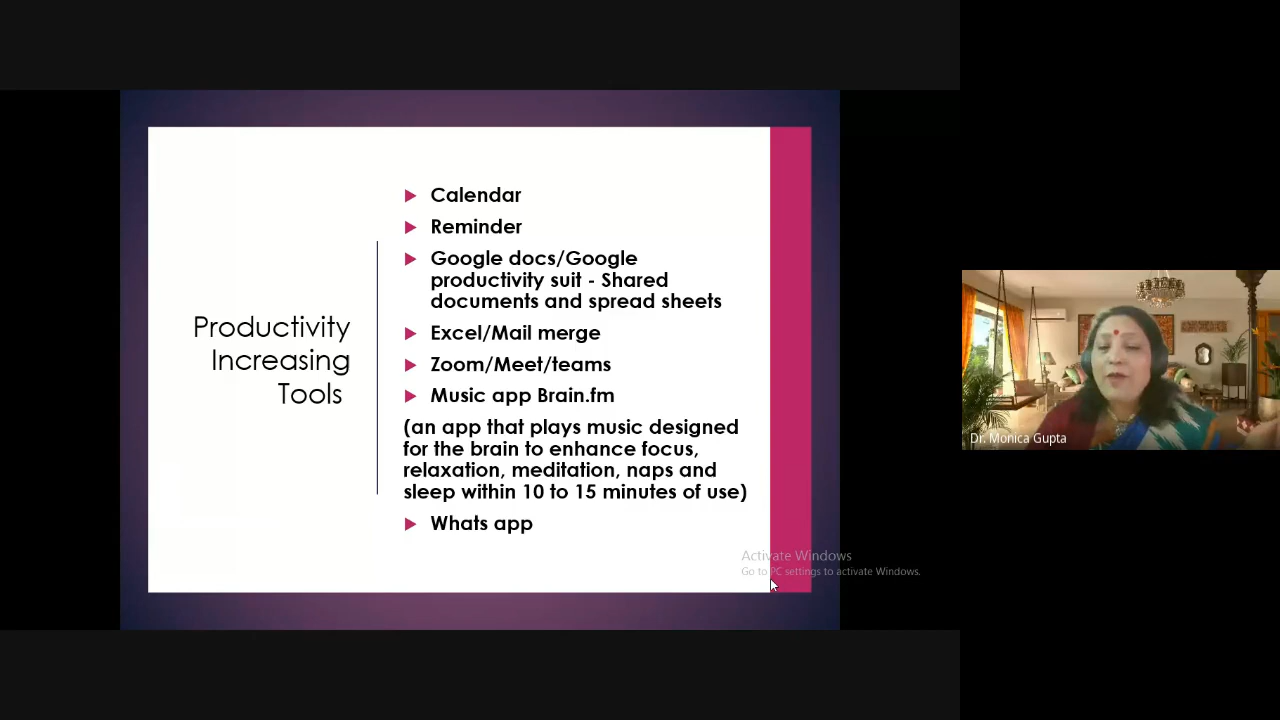 Productivity
Increasing
Tools
Calendar
Reminder
Google docs/Google
productivity suit - Shared
documents and spread sheets
Excel/Mail merge
Zoom/Meet/teams
Music app Brain.fm
(an app that plays music designed
for the brain to enhance focus,
relaxation, meditation, naps and
sleep within 10 to 15 minutes of use)
Whats app
Activate Windows
Go to PC settings to activate Windows.
Dr. Monica Gupta